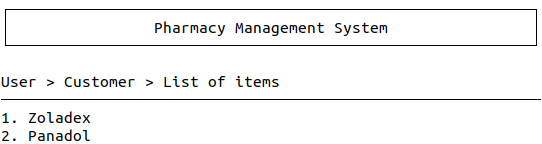 Pharmacy Management System
User > Customer > List of items
1. Zoladex
2. Panadol